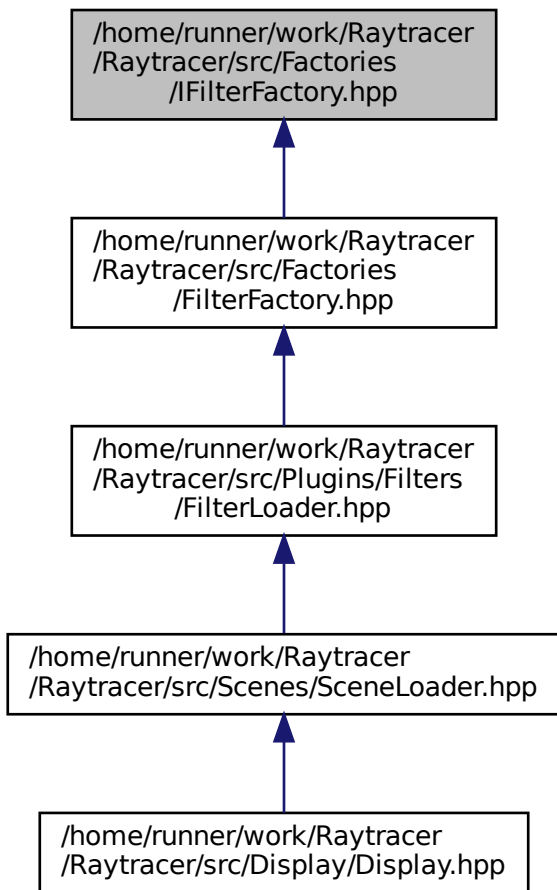 /home/runner/work/Raytracer
/Raytracer/src/Factories
/IFilterFactory.hpp
/home/runner/work/Raytracer
/Raytracer/src/Factories
/FilterFactory.hpp
/home/runner/work/Raytracer
/Raytracer/src/Plugins/Filters
/FilterLoader.hpp
/home/runner/work/Raytracer
/Raytracer/src/Scenes/SceneLoader.hpp
/home/runner/work/Raytracer
/Raytracer/src/Display/Display.hpp